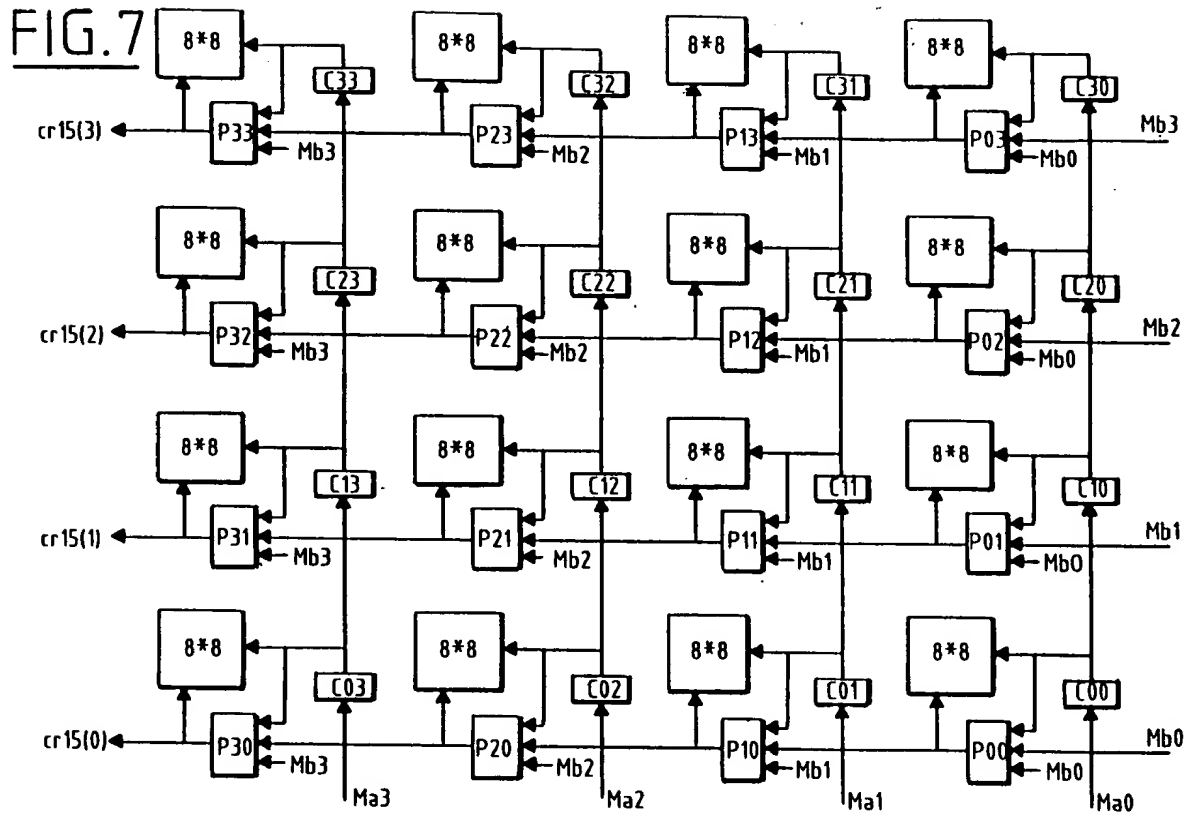 FIG.7
8*8 8*8 8*8 8*8
C33 C32 C31 C30
cr15(3) P33 P23 P13 P03 Mb3
Mb3 Mb2 Mb1 Mb0
8*8 8*8 8*8 8*8
C23 C22 C21 C20
cr15(2) P32 P22 P12 P02 Mb2
Mb3 Mb2 Mb1 Mb0
8*8 8*8 8*8 8*8
C13 C12 C11 C10
cr15(1) P31 P21 P11 P01 Mb1
Mb3 Mb2 Mb1 Mb0
8*8 8*8 8*8 8*8
C03 C02 C01 C00
cr15(0) P30 P20 P10 P00 Mb0
Mb3 Mb2 Mb1 Mb0
Ma3 Ma2 Ma1 Ma0